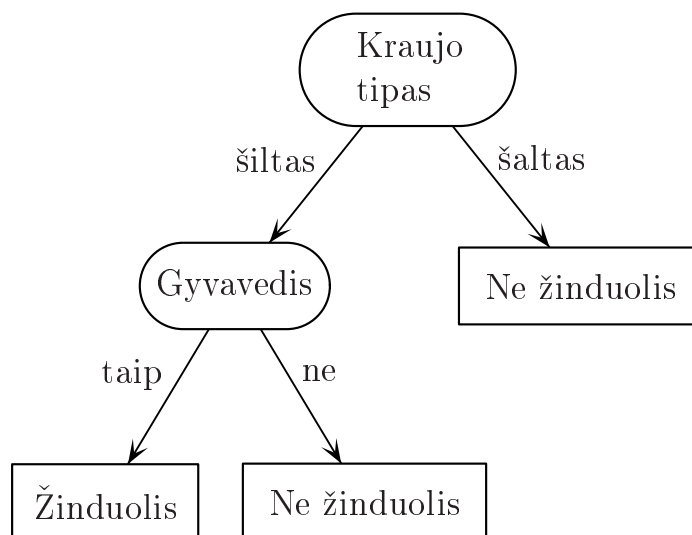 Kraujo
tipas
šiltas
šaltas
Gyvavedis
Ne žinduolis
taip
ne
Žinduolis
Ne žinduolis